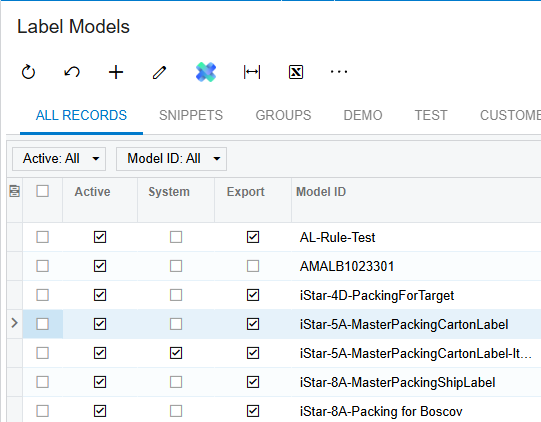 Label Models
ALL RECORDS SNIPPETS GROUPS DEMO TEST CUSTOME
Active: All Model ID: All
Active System Export Model ID
AL-Rule-Test
AMALB1023301
iStar-4D-PackingForTarget
iStar-5A-MasterPackingCartonLabel
iStar-5A-MasterPackingCartonLabel-It...
iStar-8A-MasterPackingShipLabel
iStar-8A-Packing for Boscov